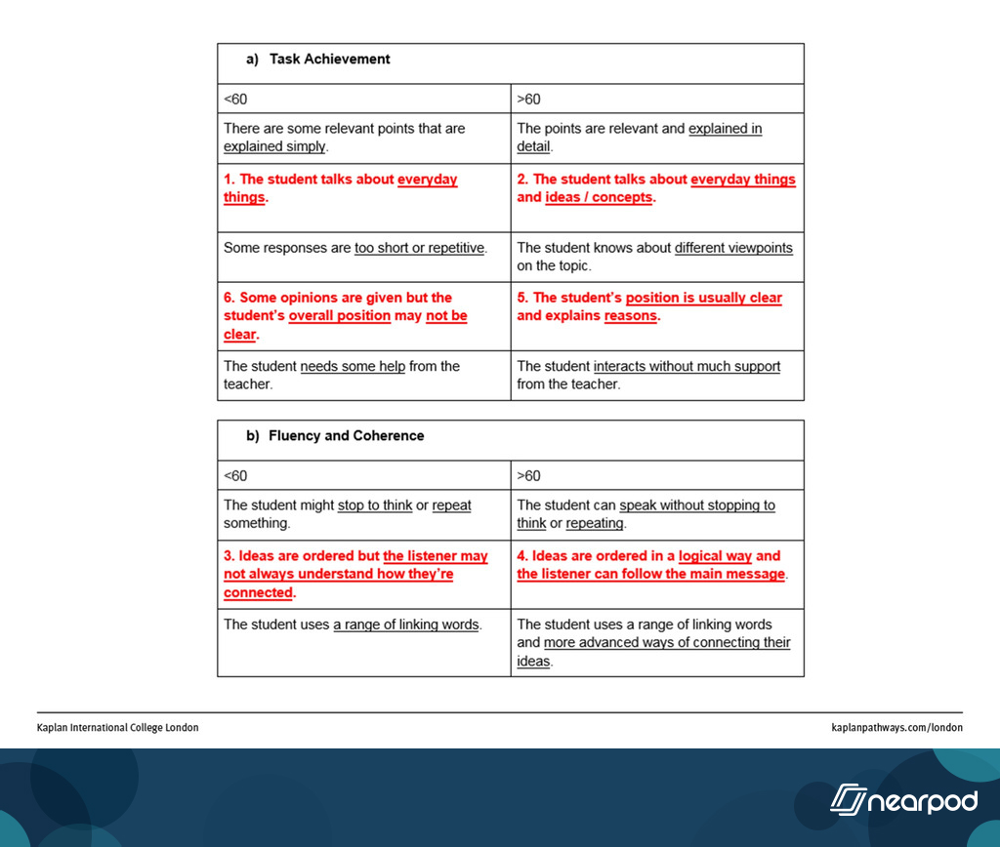 a) Task Achievement
<60
>60
There are some relevant points that are
explained simply.
The points are relevant and explained in
detail.
1. The student talks about everyday
things.
2. The student talks about everyday things
and ideas / concepts.
Some responses are too short or repetitive.
The student knows about different viewpoints
on the topic.
6. Some opinions are given but the
student's overall position may not be
clear.
5. The student's position is usually clear
and explains reasons.
The student needs some help from the
teacher.
The student interacts without much support
from the teacher.
b) Fluency and Coherence
<60
>60
The student might stop to think or repeat
something.
The student can speak without stopping to
think or repeating.
3. Ideas are ordered but the listener may
not always understand how they're
connected.
4. Ideas are ordered in a logical way and
the listener can follow the main message.
The student uses a range of linking words.
The student uses a range of linking words
and more advanced ways of connecting their
ideas.
Kaplan International College London
kaplanpathways.com/london
nearpod